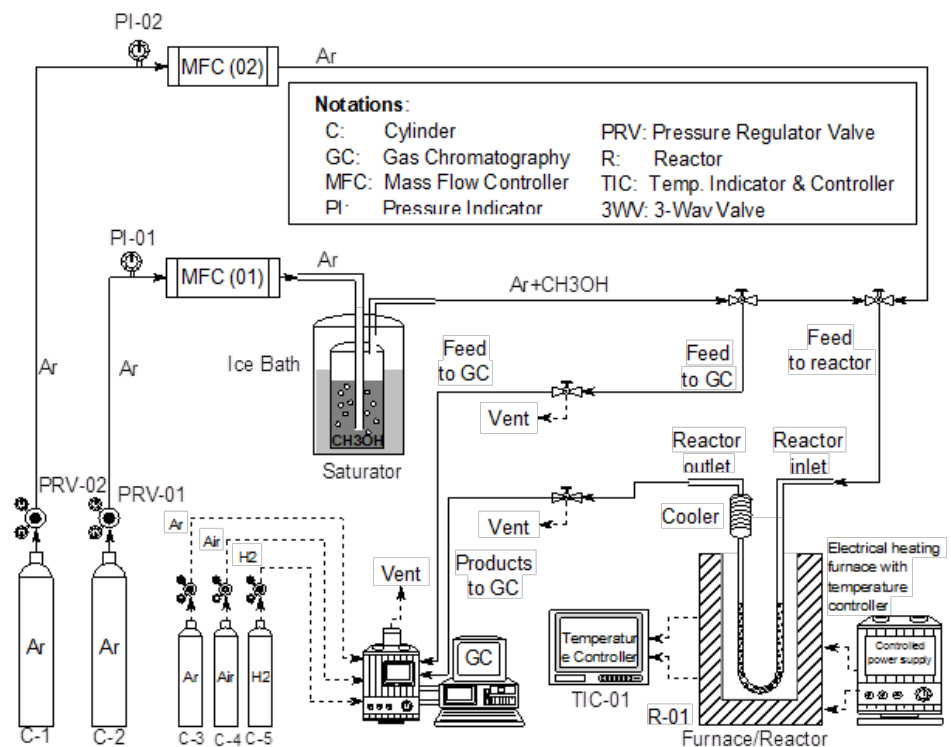 PI-02
MFC (02)
Ar
Notations:
C: Cylinder
GC: Gas Chromatography
MFC: Mass Flow Controller
PI: Pressure Indicator
PRV: Pressure Regulator Valve
R: Reactor
TIC: Temp. Indicator & Controller
3WV: 3-Way Valve
PI-01
MFC (01)
Ar
Ar+CH3OH
Ar
Ar
Ice Bath
CH3OH
Saturator
Feed
to GC
Feed
to GC
Feed
to reactor
Vent
Reactor
outlet
Reactor
inlet
PRV-02
PRV-01
Ar
Air
H2
Vent
Vent
Products
to GC
Cooler
Electrical heating
furnace with
temperature
controller
Ar
Ar
Ar
Air
H2
GC
Temperatur
e Controller
Controlled
power supply
TIC-01
R-01
C-1
C-2
C-3
C-4
C-5
Furnace/Reactor